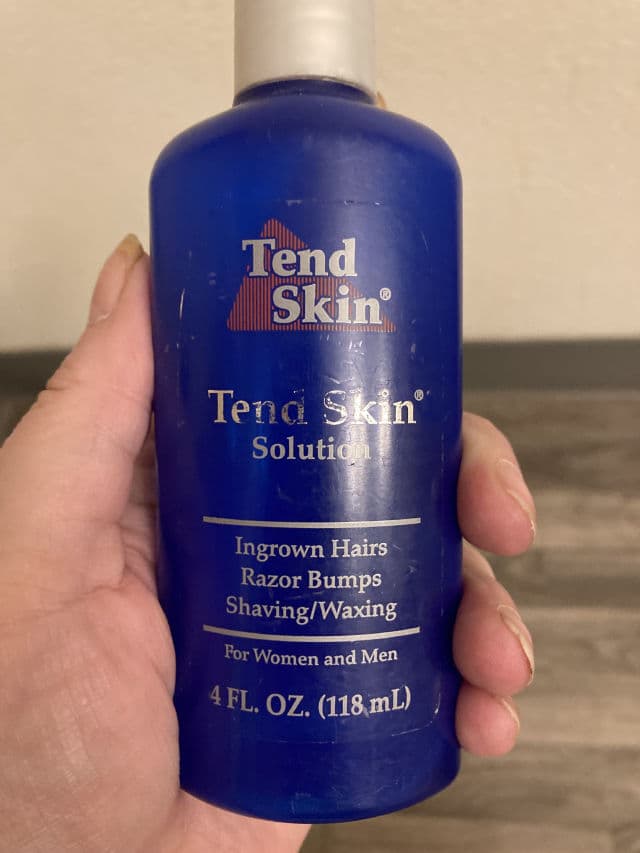 Tend
Skin®
Tend Skin®
Solution
Ingrown Hairs
Razor Bumps
Shaving/Waxing
For Women and Men
4 FL. OZ. (118 mL)